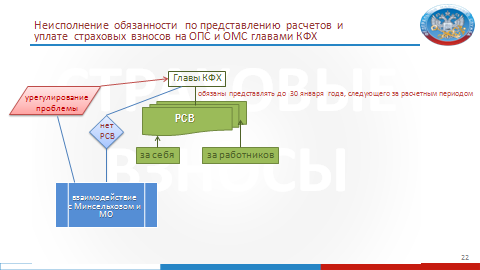 Неисполнение обязанности по представлению расчетов и
уплате страховых взносов на ОПС и ОМС главами КФХ
СТРАХОВЫЕ
ВЗНОСЫ
Главы КФХ
обязаны представлять до 30 января года, следующего за расчетным периодом
урегулирование
проблемы
РСВ
нет
РСВ
за себя
за работников
взаимодействие
с Минсельхозом и
МО
22